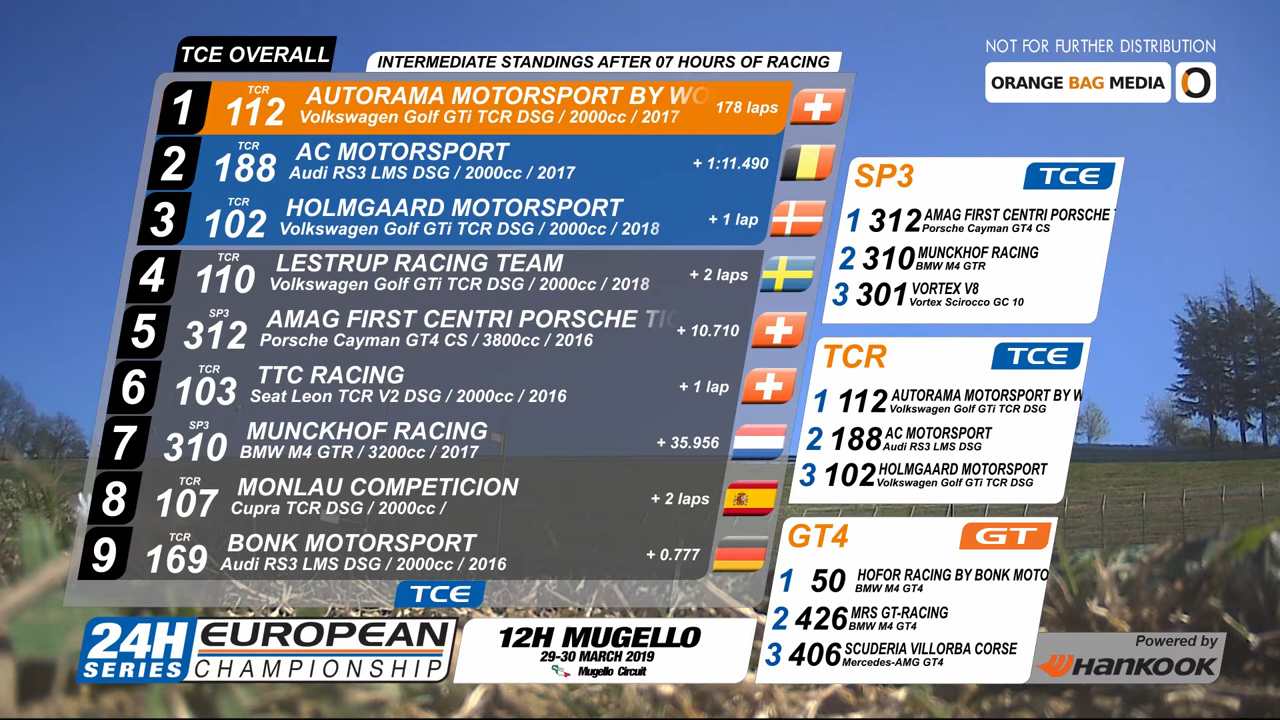 TCE OVERALL
INTERMEDIATE STANDINGS AFTER 07 HOURS OF RACING
NOT FOR FURTHER DISTRIBUTION
ORANGE BAG MEDIA
1 TCR 112 AUTORAMA MOTORSPORT BY WO 178 laps
Volkswagen Golf GTi TCR DSG / 2000cc / 2017
2 TCR 188 AC MOTORSPORT + 1:11.490
Audi RS3 LMS DSG / 2000cc / 2017
3 TCR 102 HOLMGAARD MOTORSPORT + 1 lap
Volkswagen Golf GTi TCR DSG / 2000cc / 2018
4 TCR 110 LESTRUP RACING TEAM + 2 laps
Volkswagen Golf GTi TCR DSG / 2000cc / 2018
5 SP3 312 AMAG FIRST CENTRI PORSCHE TIC + 10.710
Porsche Cayman GT4 CS / 3800cc / 2016
6 TCR 103 TTC RACING + 1 lap
Seat Leon TCR V2 DSG / 2000cc / 2016
7 SP3 310 MUNCKHOF RACING + 35.956
BMW M4 GTR / 3200cc / 2017
8 TCR 107 MONLAU COMPETICION + 2 laps
Cupra TCR DSG / 2000cc /
9 TCR 169 BONK MOTORSPORT + 0.777
Audi RS3 LMS DSG / 2000cc / 2016
TCE
SP3 TCE
1 312 AMAG FIRST CENTRI PORSCHE
Porsche Cayman GT4 CS
2 310 MUNCKHOF RACING
BMW M4 GTR
3 301 VORTEX V8
Vortex Scirocco GC 10
TCR TCE
1 112 AUTORAMA MOTORSPORT BY W
Volkswagen Golf GTi TCR DSG
2 188 AC MOTORSPORT
Audi RS3 LMS DSG
3 102 HOLMGAARD MOTORSPORT
Volkswagen Golf GTi TCR DSG
GT4 GT
1 50 HOFOR RACING BY BONK MOTO
BMW M4 GT4
2 426 MRS GT-RACING
BMW M4 GT4
3 406 SCUDERIA VILLORBA CORSE
Mercedes-AMG GT4
24H SERIES
EUROPEAN CHAMPIONSHIP
12H MUGELLO
29-30 MARCH 2019
Mugello Circuit
Powered by
HANKOOK